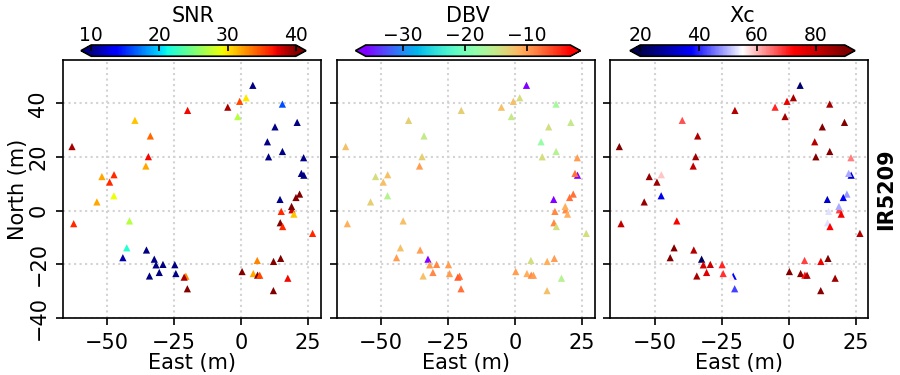 SNR DBV Xc
10 20 30 40 −30 −20 −10 20 40 60 80
North (m)
40
20
0
−20
−40
−50 −25 0 25 −50 −25 0 25 −50 −25 0 25
East (m) East (m) East (m)
IR5209